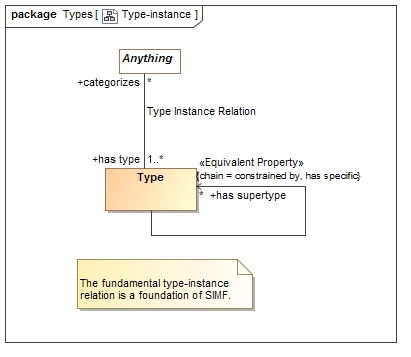 package Types [ Type-instance ]
Anything
+categorizes *
Type Instance Relation
+has type 1..*
«Equivalent Property»
{chain = constrained by, has specific}
Type
* +has supertype
The fundamental type-instance
relation is a foundation of SIMF.